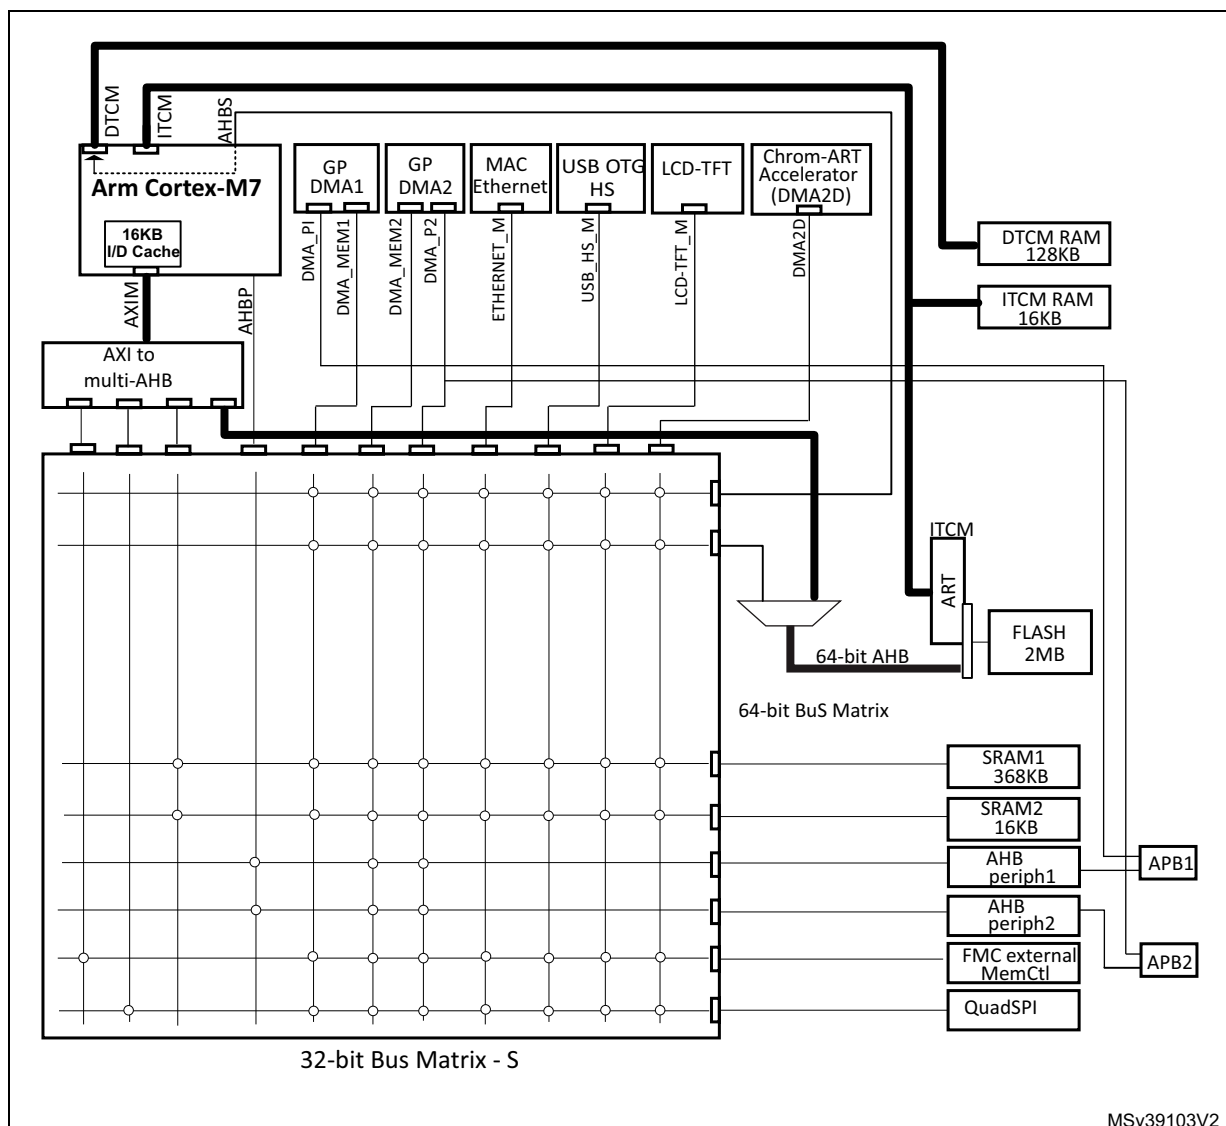 DTCM
ITCM
AHBS
Arm Cortex-M7
16KB
I/D Cache
AXIM
AHBP
GP
DMA1
GP
DMA2
MAC
Ethernet
USB OTG
HS
LCD-TFT
Chrom-ART
Accelerator
(DMA2D)
DMA_PI
DMA_MEM1
DMA_MEM2
DMA_P2
ETHERNET_M
USB_HS_M
LCD-TFT_M
DMA2D
DTCM RAM
128KB
ITCM RAM
16KB
AXI to
multi-AHB
ITCM
ART
FLASH
2MB
64-bit AHB
64-bit BuS Matrix
SRAM1
368KB
SRAM2
16KB
AHB
periph1
APB1
AHB
periph2
FMC external
MemCtl
APB2
QuadSPI
32-bit Bus Matrix - S
MSv39103V2